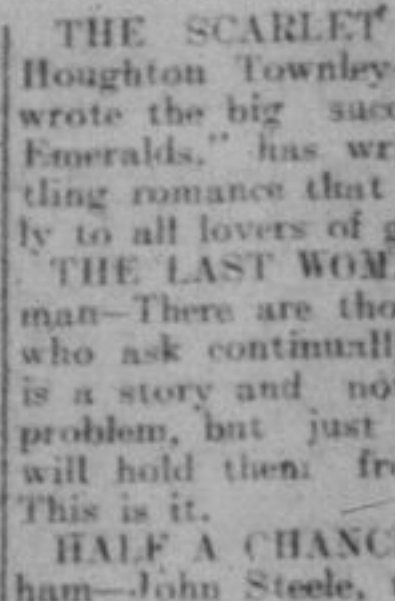 THE SCARLET
Houghton Townley
wrote the big succ
Emeralds," has wr
tling romance that
ly to all lovers of g
THE LAST WOM
man—There are tho
who ask continuall
is a story and no
problem, but just
will hold them fr
This is it.
HALF A CHANC
ham—John Steele,